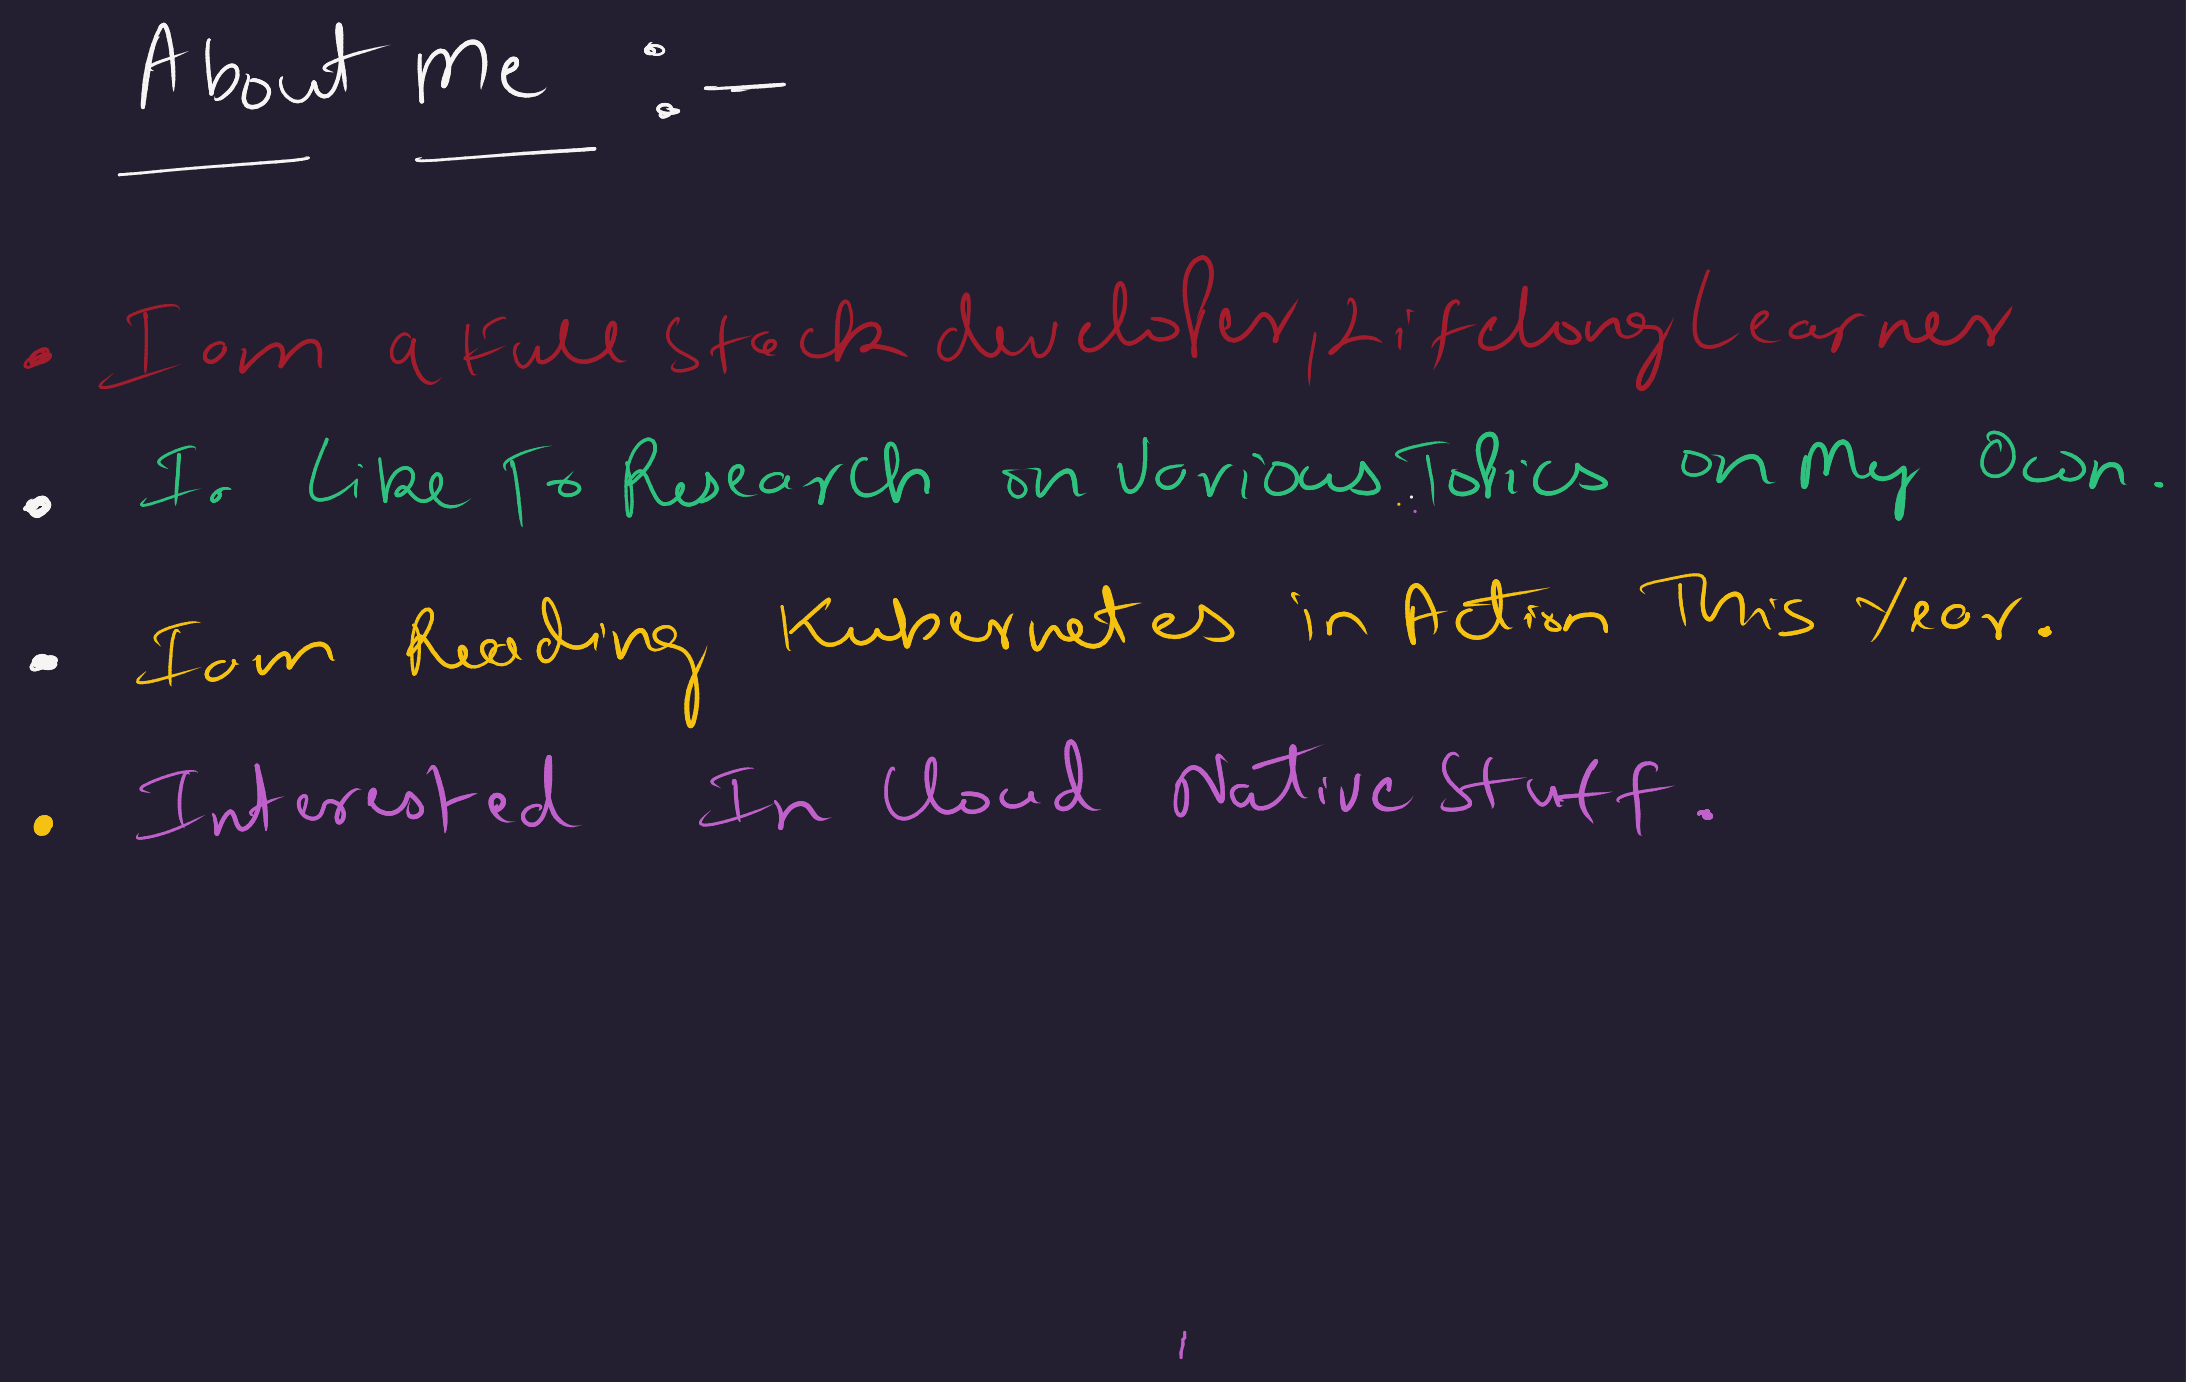 About me :-
• I am a Full Stack developer, Lifelong Learner
• I. Like To Research on Various Topics on My Own.
• I am Reading Kubernetes in Action This Year.
• Interested In Cloud Native Stuff.